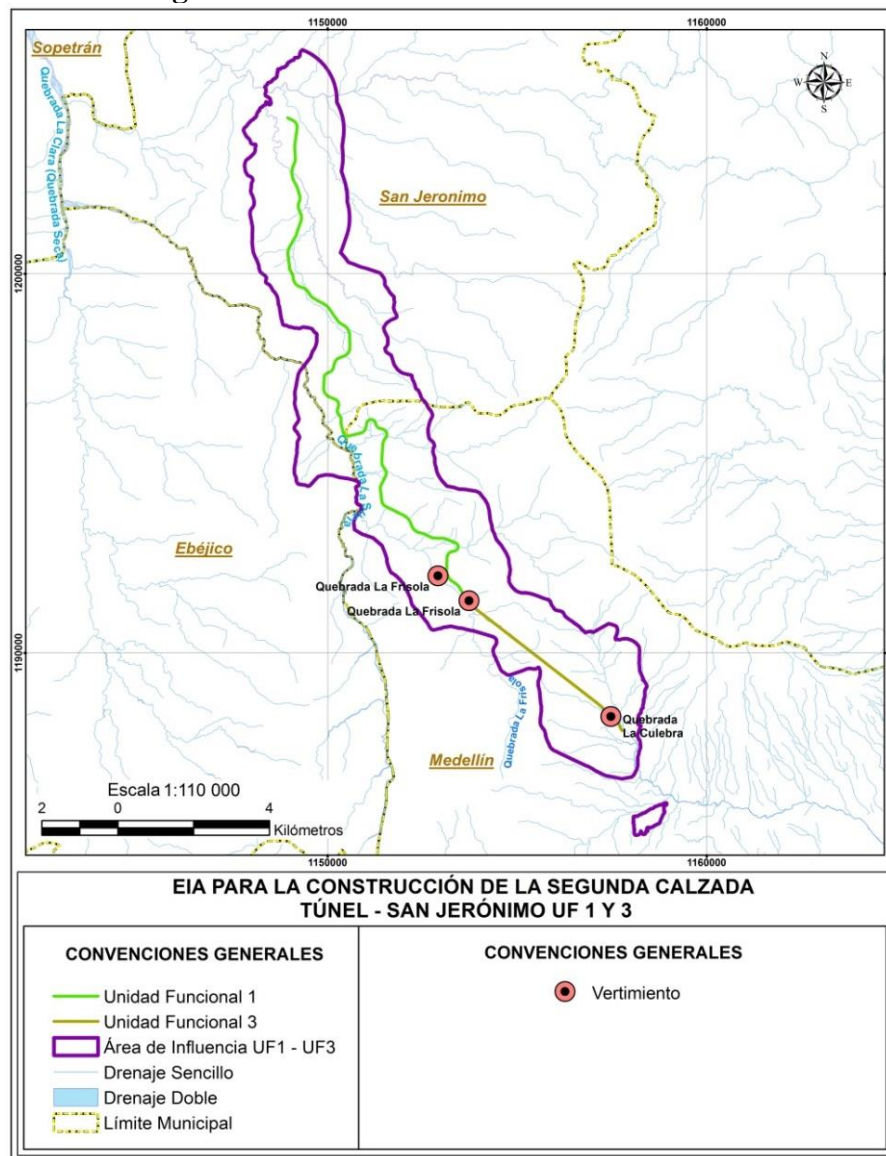 1150000
1160000
Sopetrán
N
W
E
S
Quebrada La Clara (Quebrada Seca)
San Jeronimo
1200000
1200000
Ebéjico
Quebrada La Frisola
Quebrada La Frisola
1190000
1190000
Quebrada La Frisola
Quebrada
La Culebra
Medellín
Escala 1:110 000
2
0
4
Kilómetros
1150000
1160000
EIA PARA LA CONSTRUCCIÓN DE LA SEGUNDA CALZADA
TÚNEL - SAN JERÓNIMO UF 1 Y 3
CONVENCIONES GENERALES
Unidad Funcional 1
Unidad Funcional 3
Área de Influencia UF1 - UF3
Drenaje Sencillo
Drenaje Doble
Límite Municipal
CONVENCIONES GENERALES
Vertimiento